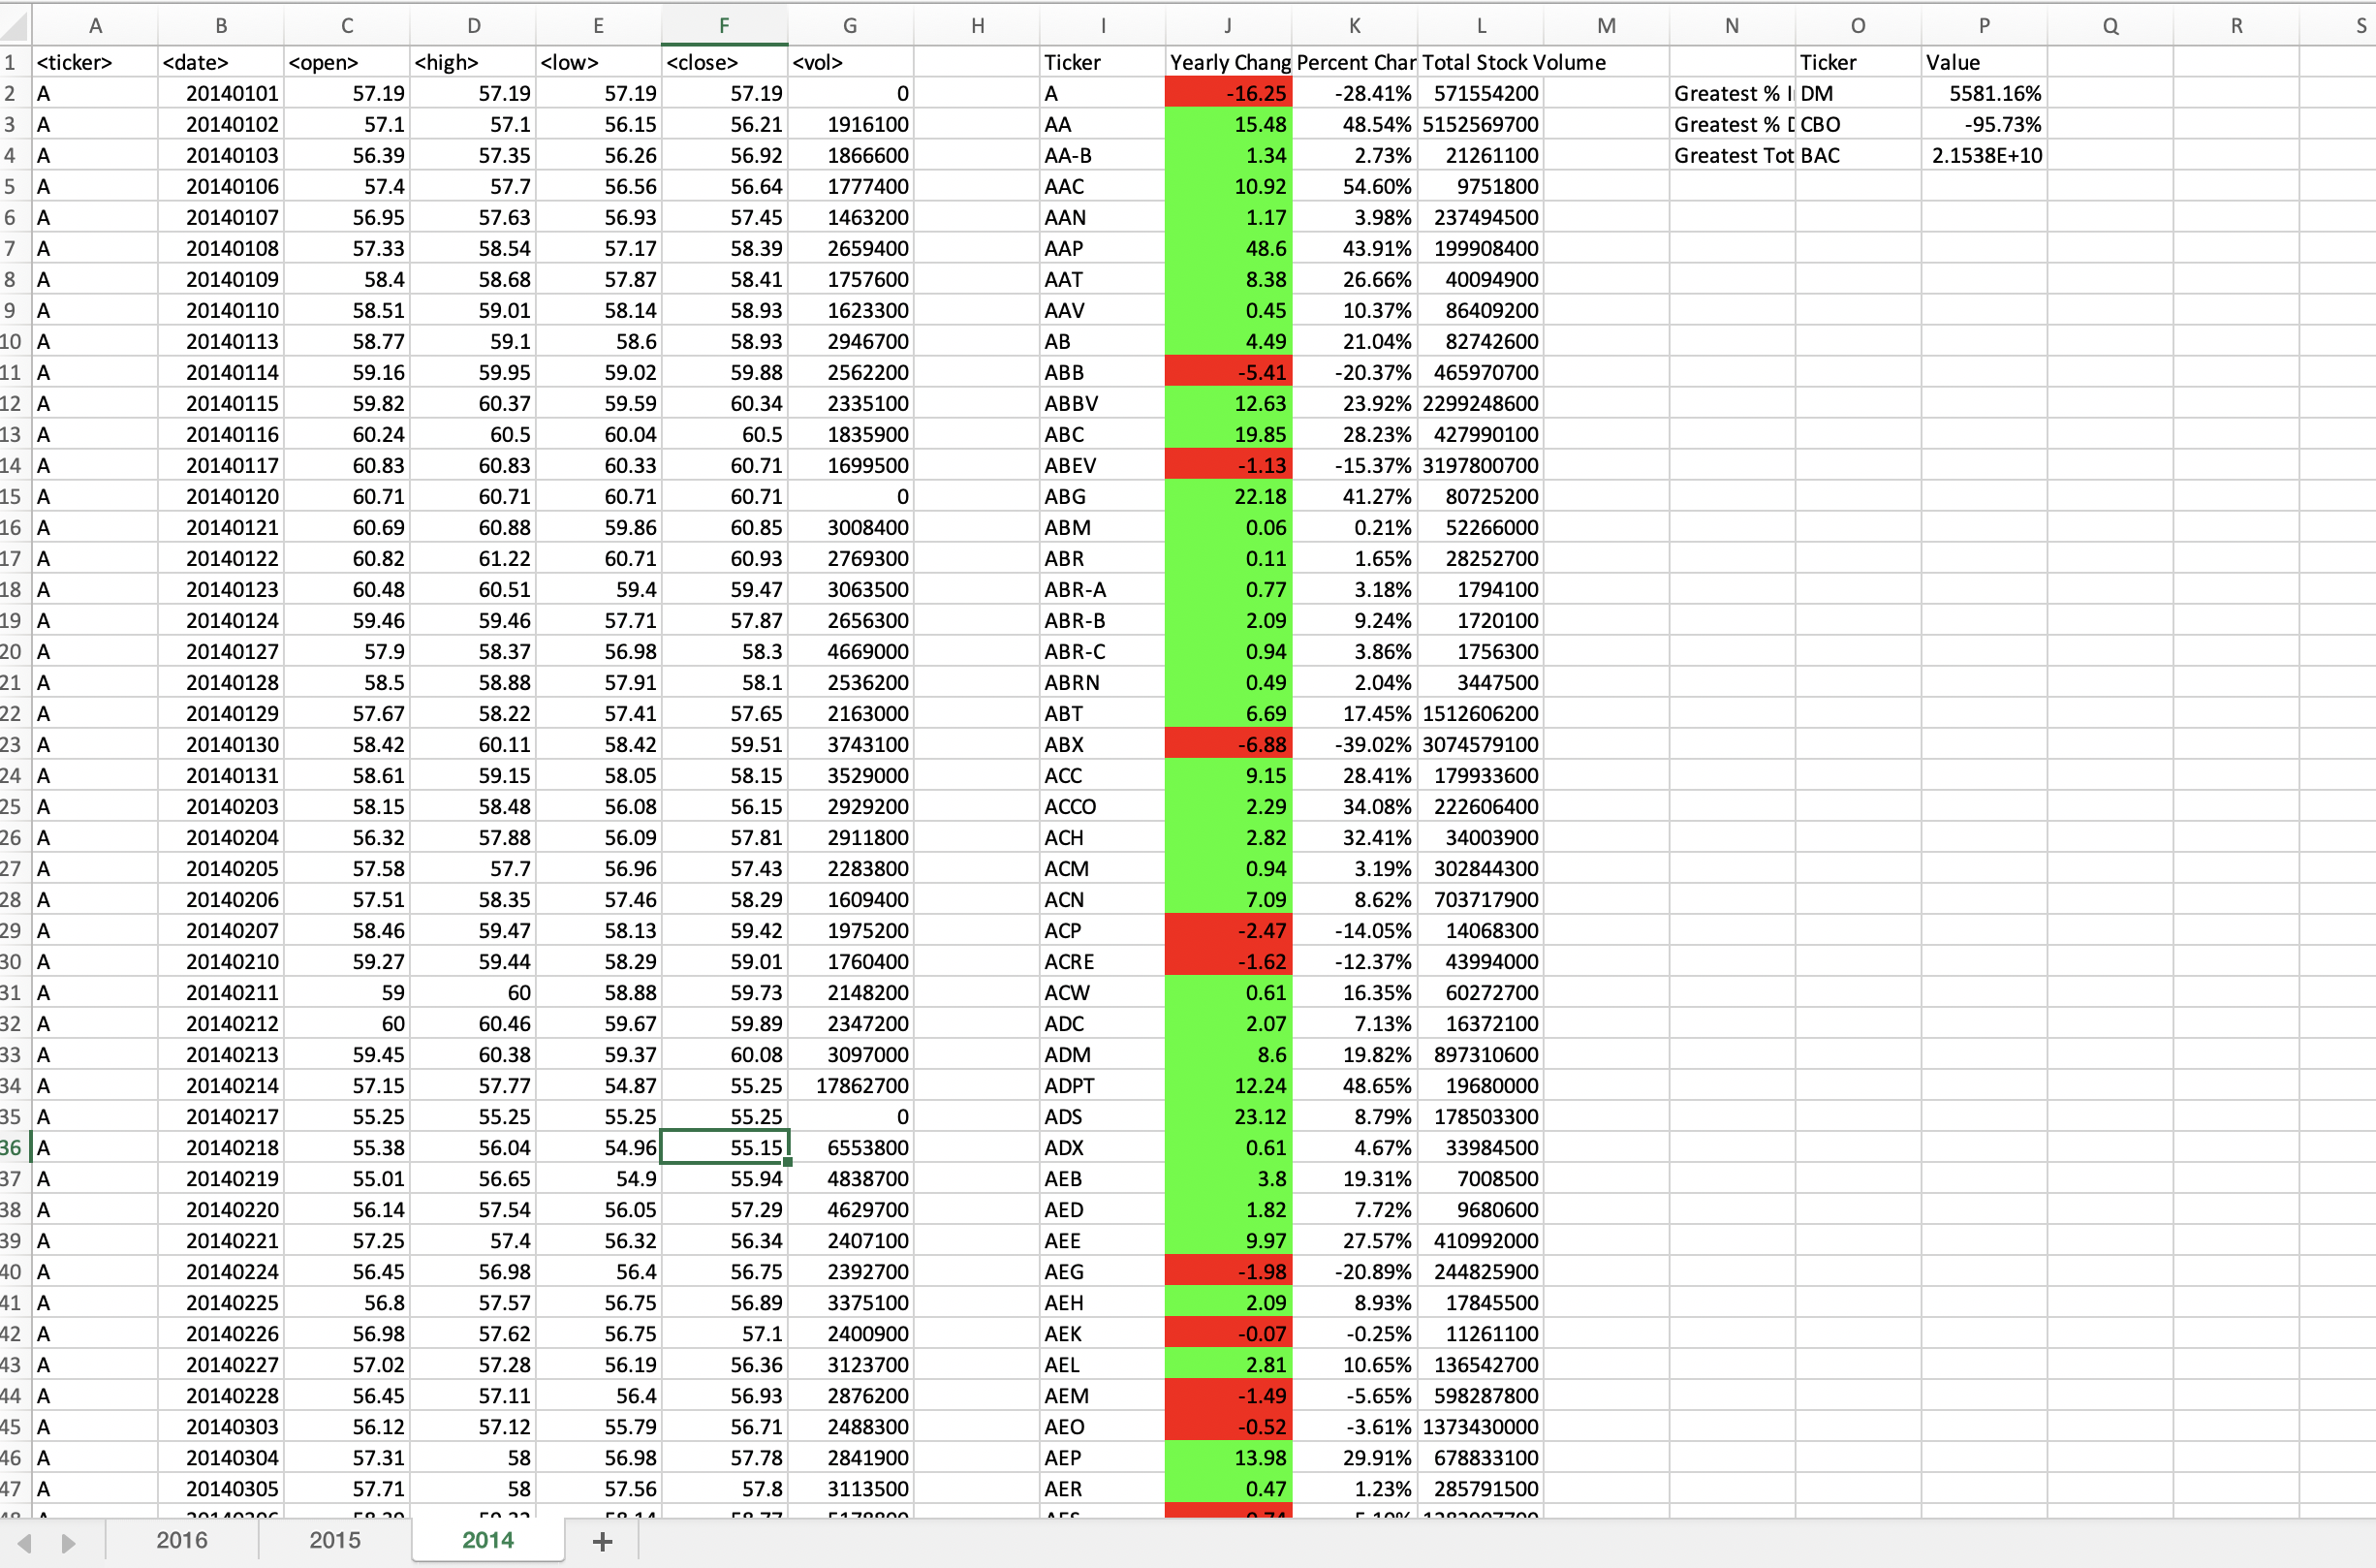 A B C D E F G H I J K L M N O P Q R S
1 <ticker> <date> <open> <high> <low> <close> <vol> Ticker Yearly Chang Percent Char Total Stock Volume Ticker Value
2 A 20140101 57.19 57.19 57.19 57.19 0 A -16.25 -28.41% 571554200 Greatest % I DM 5581.16%
3 A 20140102 57.1 57.1 56.15 56.21 1916100 AA 15.48 48.54% 5152569700 Greatest % D CBO -95.73%
4 A 20140103 56.39 57.35 56.26 56.92 1866600 AA-B 1.34 2.73% 21261100 Greatest Tot BAC 2.1538E+10
5 A 20140106 57.4 57.7 56.56 56.64 1777400 AAC 10.92 54.60% 9751800
6 A 20140107 56.95 57.63 56.93 57.45 1463200 AAN 1.17 3.98% 237494500
7 A 20140108 57.33 58.54 57.17 58.39 2659400 AAP 48.6 43.91% 199908400
8 A 20140109 58.4 58.68 57.87 58.41 1757600 AAT 8.38 26.66% 40094900
9 A 20140110 58.51 59.01 58.14 58.93 1623300 AAV 0.45 10.37% 86409200
10 A 20140113 58.77 59.1 58.6 58.93 2946700 AB 4.49 21.04% 82742600
11 A 20140114 59.16 59.95 59.02 59.88 2562200 ABB -5.41 -20.37% 465970700
12 A 20140115 59.82 60.37 59.59 60.34 2335100 ABBV 12.63 23.92% 2299248600
13 A 20140116 60.24 60.5 60.04 60.5 1835900 ABC 19.85 28.23% 427990100
14 A 20140117 60.83 60.83 60.33 60.71 1699500 ABEV -1.13 -15.37% 3197800700
15 A 20140120 60.71 60.71 60.71 60.71 0 ABG 22.18 41.27% 80725200
16 A 20140121 60.69 60.88 59.86 60.85 3008400 ABM 0.06 0.21% 52266000
17 A 20140122 60.82 61.22 60.71 60.93 2769300 ABR 0.11 1.65% 28252700
18 A 20140123 60.48 60.51 59.4 59.47 3063500 ABR-A 0.77 3.18% 1794100
19 A 20140124 59.46 59.46 57.71 57.87 2656300 ABR-B 2.09 9.24% 1720100
20 A 20140127 57.9 58.37 56.98 58.3 4669000 ABR-C 0.94 3.86% 1756300
21 A 20140128 58.5 58.88 57.91 58.1 2536200 ABRN 0.49 2.04% 3447500
22 A 20140129 57.67 58.22 57.41 57.65 2163000 ABT 6.69 17.45% 1512606200
23 A 20140130 58.42 60.11 58.42 59.51 3743100 ABX -6.88 -39.02% 3074579100
24 A 20140131 58.61 59.15 58.05 58.15 3529000 ACC 9.15 28.41% 179933600
25 A 20140203 58.15 58.48 56.08 56.15 2929200 ACCO 2.29 34.08% 222606400
26 A 20140204 56.32 57.88 56.09 57.81 2911800 ACH 2.82 32.41% 34003900
27 A 20140205 57.58 57.7 56.96 57.43 2283800 ACM 0.94 3.19% 302844300
28 A 20140206 57.51 58.35 57.46 58.29 1609400 ACN 7.09 8.62% 703717900
29 A 20140207 58.46 59.47 58.13 59.42 1975200 ACP -2.47 -14.05% 14068300
30 A 20140210 59.27 59.44 58.29 59.01 1760400 ACRE -1.62 -12.37% 43994000
31 A 20140211 59 60 58.88 59.73 2148200 ACW 0.61 16.35% 60272700
32 A 20140212 60 60.46 59.67 59.89 2347200 ADC 2.07 7.13% 16372100
33 A 20140213 59.45 60.38 59.37 60.08 3097000 ADM 8.6 19.82% 897310600
34 A 20140214 57.15 57.77 54.87 55.25 17862700 ADPT 12.24 48.65% 19680000
35 A 20140217 55.25 55.25 55.25 55.25 0 ADS 23.12 8.79% 178503300
36 A 20140218 55.38 56.04 54.96 55.15 6553800 ADX 0.61 4.67% 33984500
37 A 20140219 55.01 56.65 54.9 55.94 4838700 AEB 3.8 19.31% 7008500
38 A 20140220 56.14 57.54 56.05 57.29 4629700 AED 1.82 7.72% 9680600
39 A 20140221 57.25 57.4 56.32 56.34 2407100 AEE 9.97 27.57% 410992000
40 A 20140224 56.45 56.98 56.4 56.75 2392700 AEG -1.98 -20.89% 244825900
41 A 20140225 56.8 57.57 56.75 56.89 3375100 AEH 2.09 8.93% 17845500
42 A 20140226 56.98 57.62 56.75 57.1 2400900 AEK -0.07 -0.25% 11261100
43 A 20140227 57.02 57.28 56.19 56.36 3123700 AEL 2.81 10.65% 136542700
44 A 20140228 56.45 57.11 56.4 56.93 2876200 AEM -1.49 -5.65% 598287800
45 A 20140303 56.12 57.12 55.79 56.71 2488300 AEO -0.52 -3.61% 1373430000
46 A 20140304 57.31 58 56.98 57.78 2841900 AEP 13.98 29.91% 678833100
47 A 20140305 57.71 58 57.56 57.8 3113500 AER 0.47 1.23% 285791500
2016 2015 2014 +